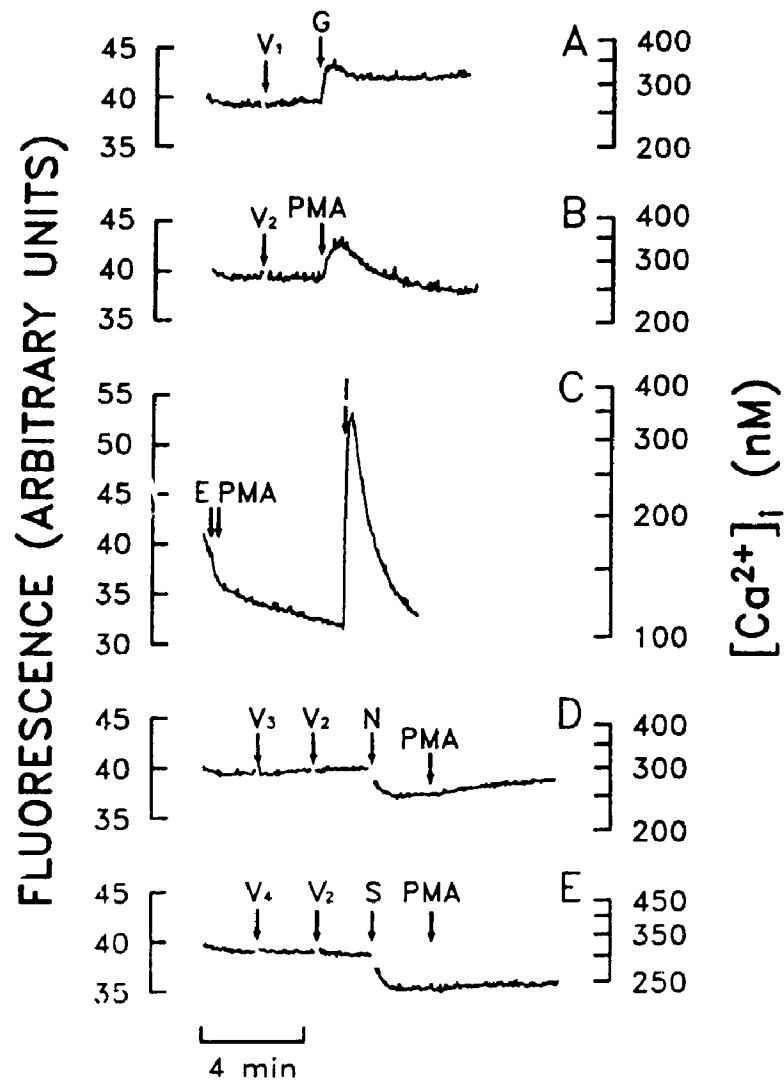 FLUORESCENCE (ARBITRARY UNITS)
[Ca²⁺]ᵢ (nM)
A
45
40
35
V₁
G
400
300
200
B
45
40
35
V₂
PMA
400
300
200
C
55
50
45
40
35
30
E PMA
I
400
300
200
100
D
45
40
35
V₃
V₂
N
PMA
400
300
200
E
45
40
35
V₄
V₂
S
PMA
450
350
250
4 min